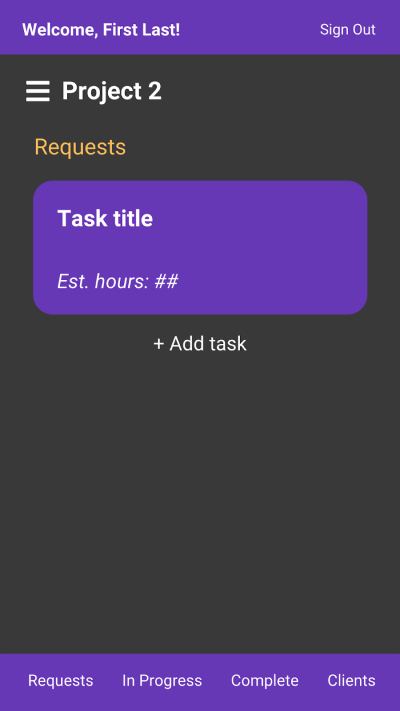 Welcome, First Last! Sign Out
Project 2
Requests
Task title
Est. hours: ##
+ Add task
Requests In Progress Complete Clients